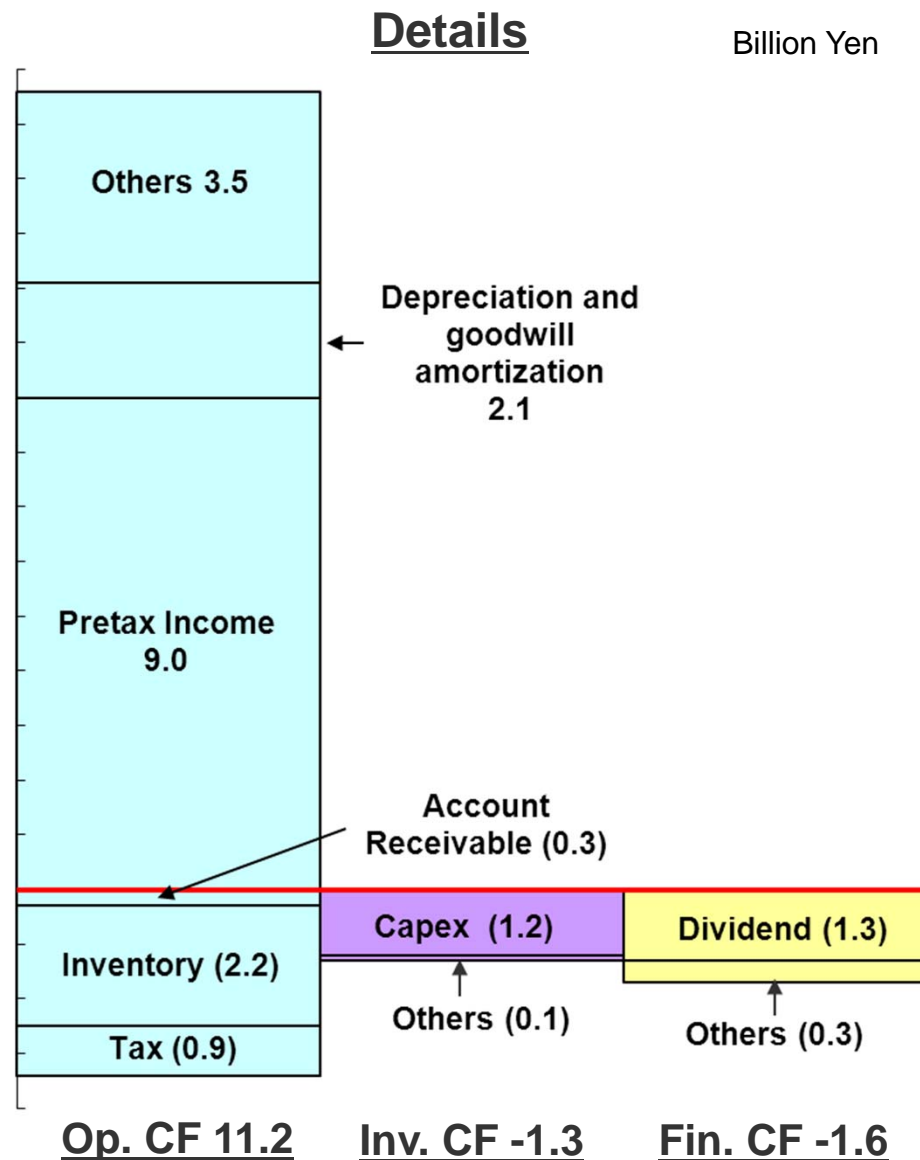 Details
Billion Yen
Others 3.5
Depreciation and
goodwill
amortization
2.1
Pretax Income
9.0
Account
Receivable (0.3)
Capex (1.2)
Dividend (1.3)
Inventory (2.2)
Others (0.1)
Others (0.3)
Tax (0.9)
Op. CF 11.2
Inv. CF -1.3
Fin. CF -1.6